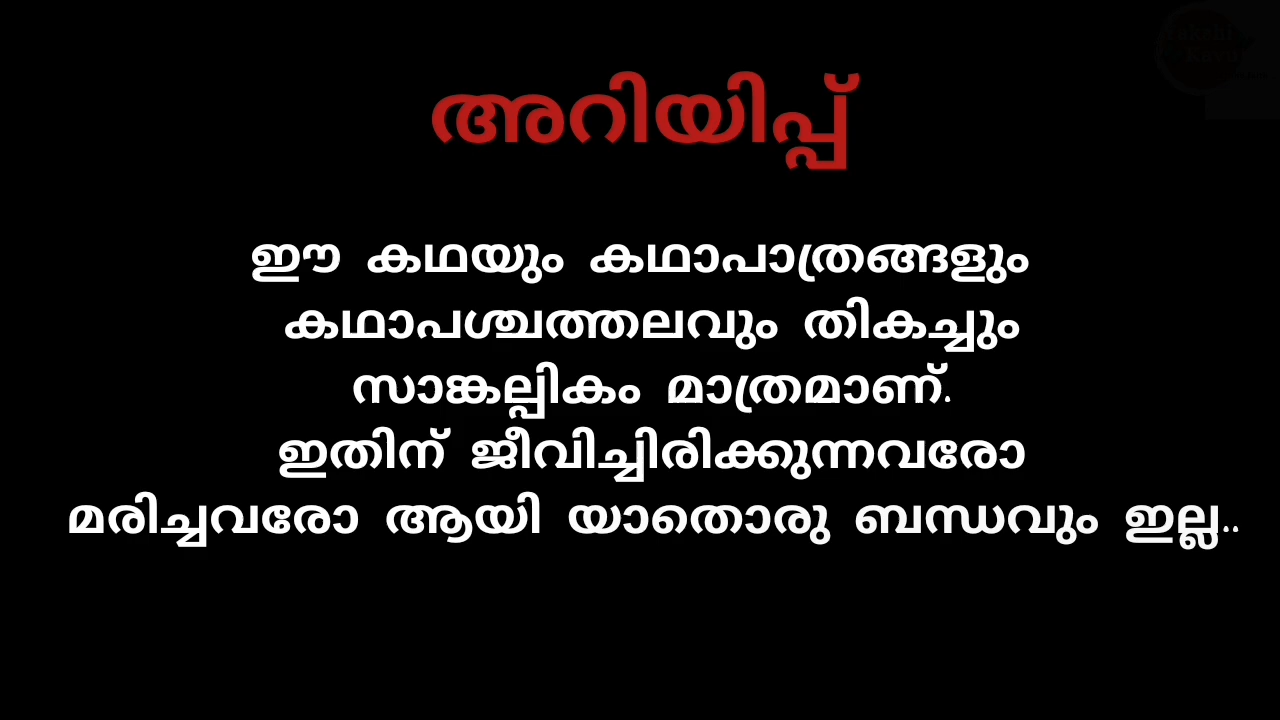 അറിയിപ്പ്
ഈ കഥയും കഥാപാത്രങ്ങളും
കഥാപശ്ചത്തലവും തികച്ചും
സാങ്കല്പികം മാത്രമാണ്.
ഇതിന് ജീവിച്ചിരിക്കുന്നവരോ
മരിച്ചവരോ ആയി യാതൊരു ബന്ധവും ഇല്ല..